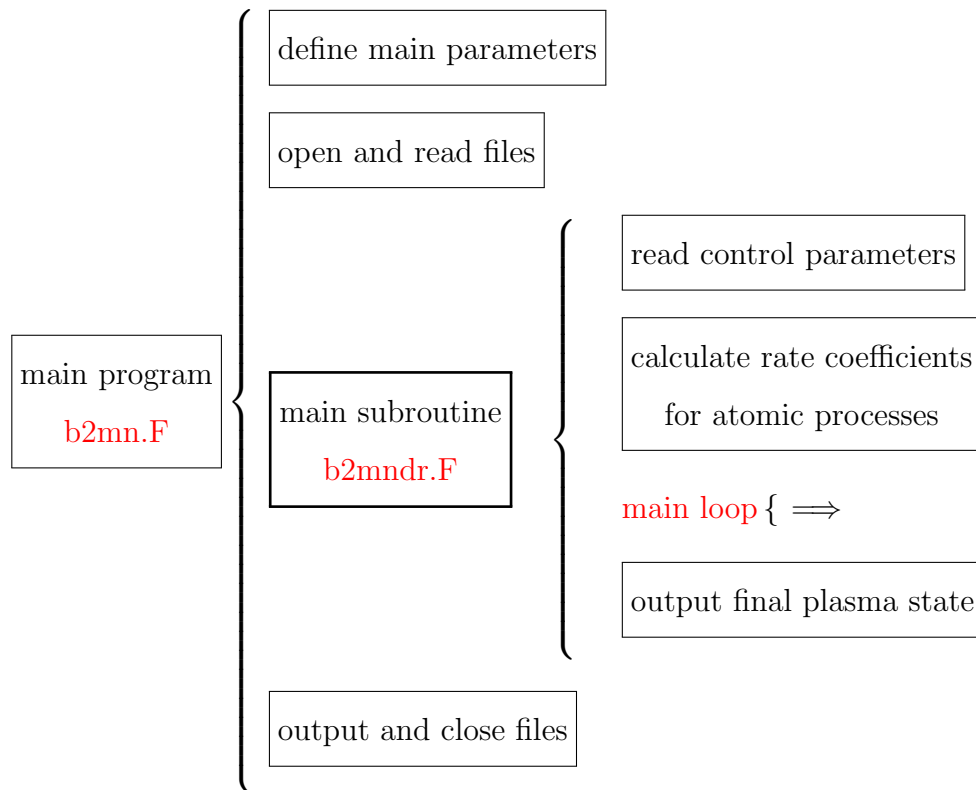 define main parameters
open and read files
main program
b2mn.F
main subroutine
b2mndr.F
read control parameters
calculate rate coefficients
for atomic processes
main loop { ⟹
output final plasma state
output and close files